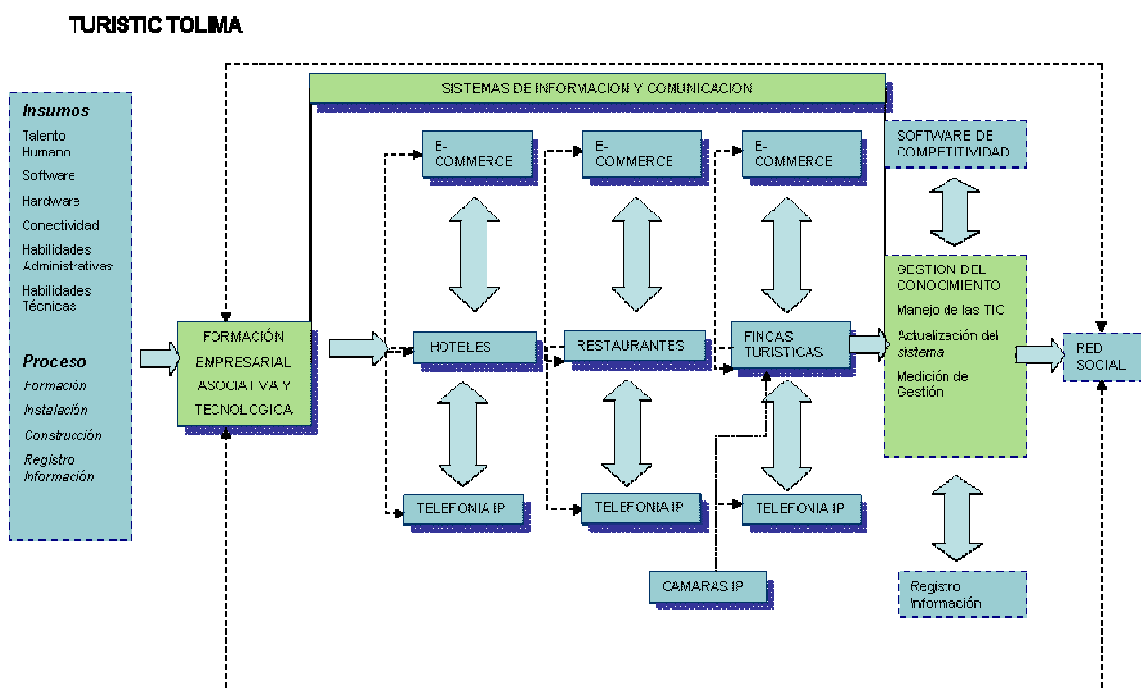 TURISTIC TOLIMA
SISTEMAS DE INFORMACION Y COMUNICACION
Insumos
Talento
Humano
Software
Hardware
Conectividad
Habilidades
Administrativas
Habilidades
Técnicas
Proceso
Formación
Instalación
Construcción
Registro
Información
FORMACIÓN
EMPRESARIAL
ASOCIATIVA Y
TECNOLOGICA
E-
COMMERCE
HOTELES
TELEFONIA IP
E-
COMMERCE
RESTAURANTES
TELEFONIA IP
E-
COMMERCE
FINCAS
TURISTICAS
TELEFONIA IP
CAMARAS IP
SOFTWARE DE
COMPETITIVIDAD
GESTION DEL
CONOCIMIENTO
Manejo de las TIC
Actualización del
sistema
Medición de
Gestión
Registro
Información
RED
SOCIAL